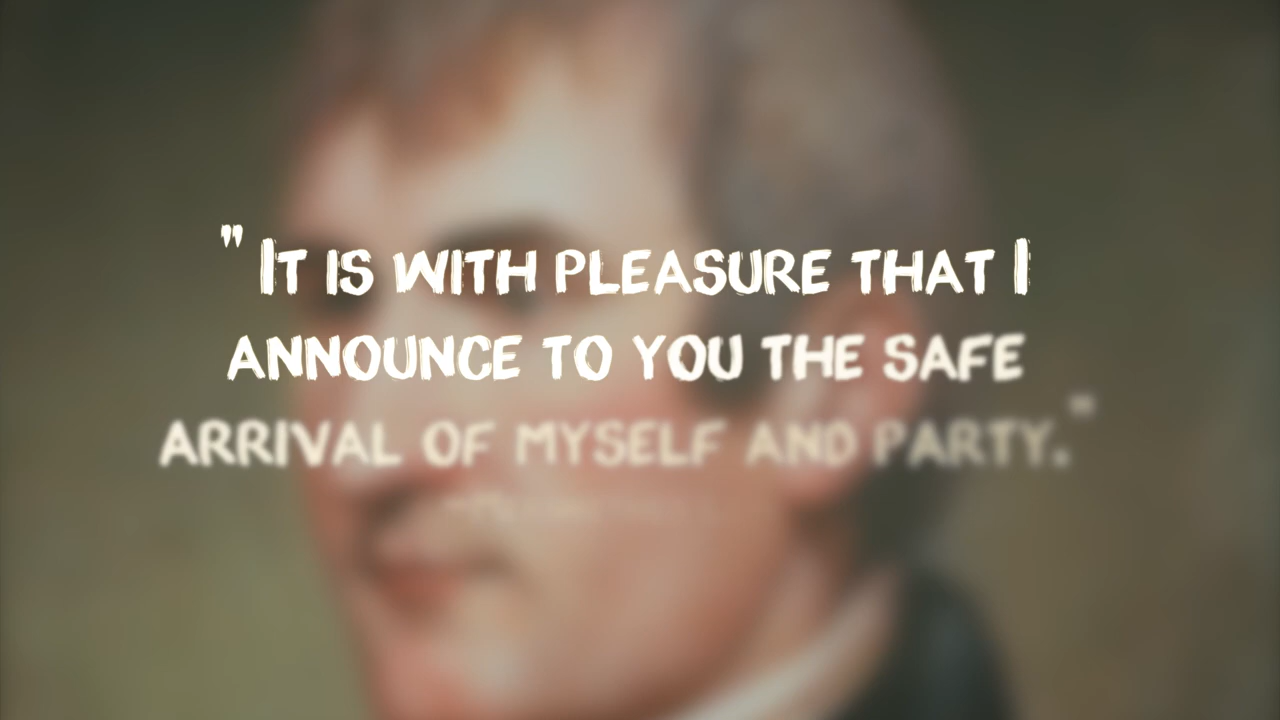 " It is with pleasure that I
announce to you the safe
arrival of myself and party."